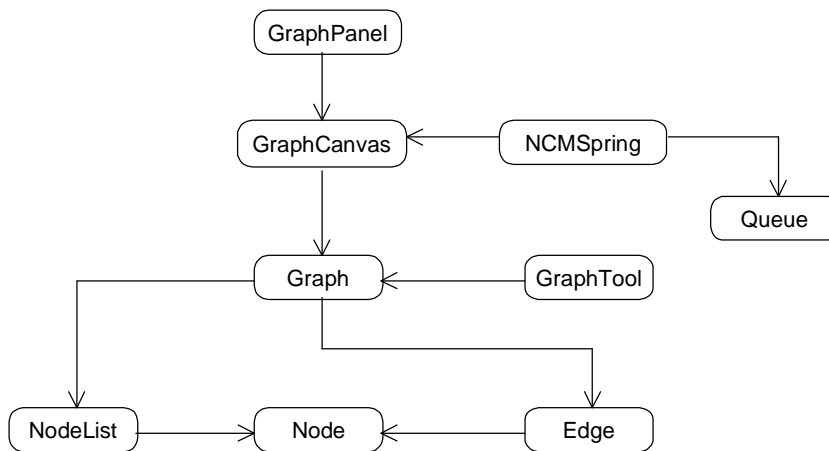 GraphPanel
GraphCanvas
NCMSpring
Queue
Graph
GraphTool
NodeList
Node
Edge